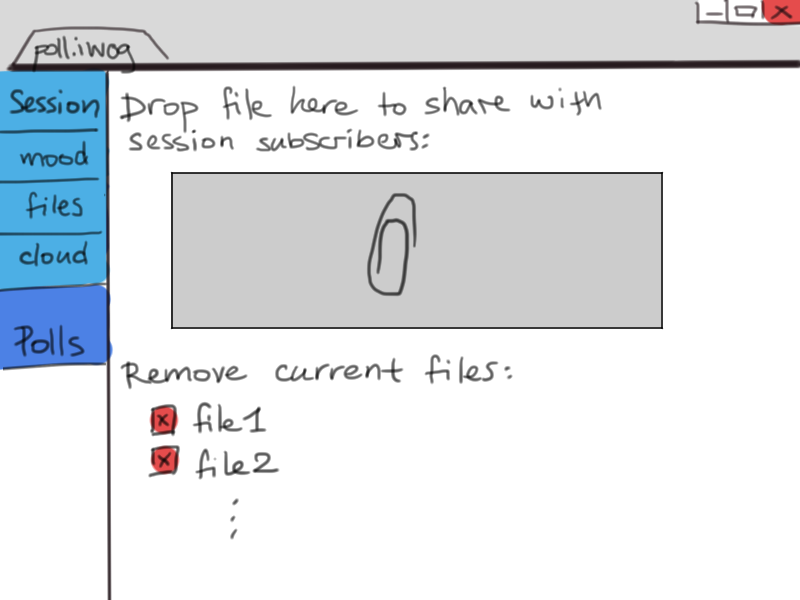 poll.iwog
Session
mood
files
cloud
Polls
Drop file here to share with
session subscribers:
Remove current files:
x file1
x file2